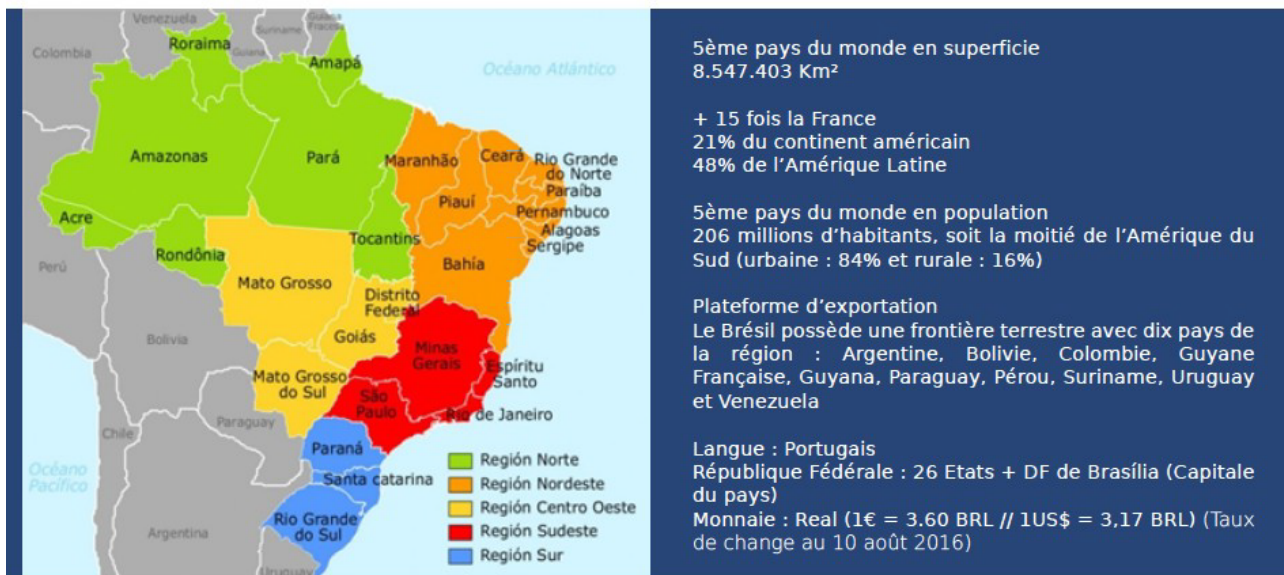 Venezuela
Guiana
Francesa
Suriname
Guiana
Colombia
Roraima
Amapá
Océano Atlántico
Amazonas
Pará
Maranhão
Ceará
Rio Grande
do Norte
Paraíba
Piauí
Pernambuco
Acre
Alagoas
Tocantins
Sergipe
Rondônia
Perú
Bahía
Mato Grosso
Distrito
Federal
Goiás
Bolivia
Minas
Gerais
Espíritu
Santo
Mato Grosso
do Sul
São
Paulo
Rio de Janeiro
Paraguay
Chile
Paraná
Océano
Pacífico
Santa catarina
Rio Grande
do Sul
Argentina
Uruguay
Región Norte
Región Nordeste
Región Centro Oeste
Región Sudeste
Región Sur
5ème pays du monde en superficie
8.547.403 Km²
+ 15 fois la France
21% du continent américain
48% de l’Amérique Latine
5ème pays du monde en population
206 millions d’habitants, soit la moitié de l’Amérique du
Sud (urbaine : 84% et rurale : 16%)
Plateforme d’exportation
Le Brésil possède une frontière terrestre avec dix pays de
la région : Argentine, Bolivie, Colombie, Guyane
Française, Guyana, Paraguay, Pérou, Suriname, Uruguay
et Venezuela
Langue : Portugais
République Fédérale : 26 Etats + DF de Brasília (Capitale
du pays)
Monnaie : Real (1€ = 3.60 BRL // 1US$ = 3,17 BRL) (Taux
de change au 10 août 2016)